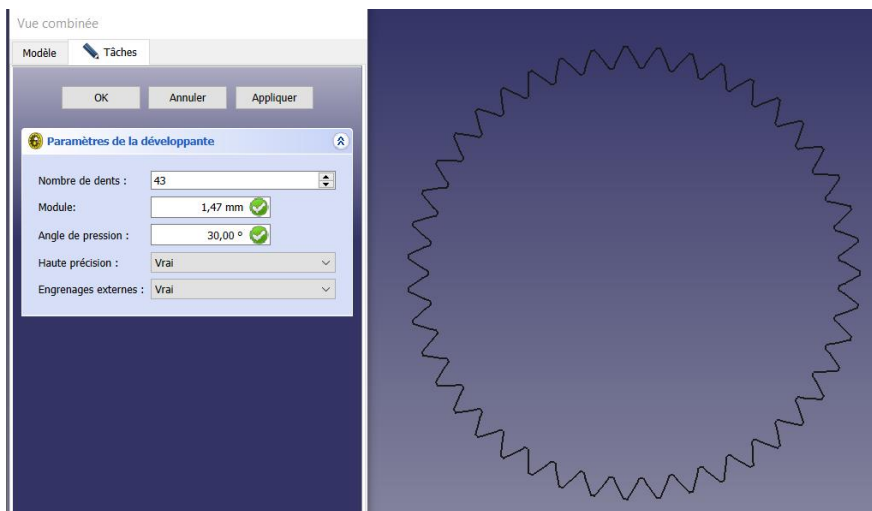 Vue combinée
Modèle Tâches
OK Annuler Appliquer
Paramètres de la développante
Nombre de dents : 43
Module: 1,47 mm
Angle de pression : 30,00 °
Haute précision : Vrai
Engrenages externes : Vrai